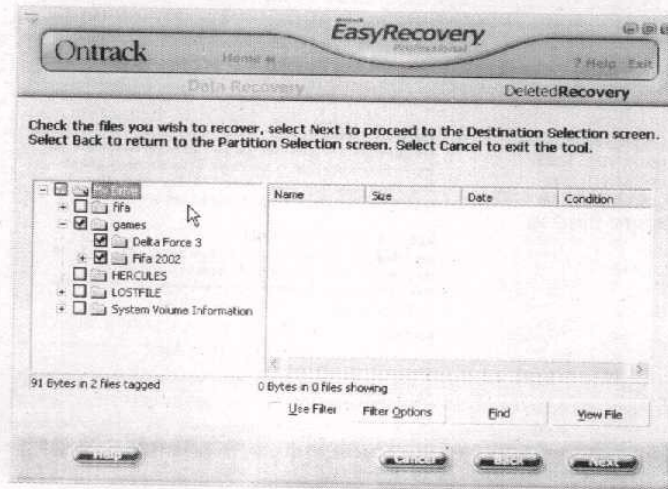 EasyRecovery
Professional
Ontrack
Home
? Help Exit
Data Recovery
DeletedRecovery
Check the files you wish to recover, select Next to proceed to the Destination Selection screen.
Select Back to return to the Partition Selection screen. Select Cancel to exit the tool.
Name Size Date Condition
fifa
games
Delta Force 3
Fifa 2002
HERCULES
LOSTFILE
System Volume Information
91 Bytes in 2 files tagged
0 Bytes in 0 files showing
Use Filter Filter Options Find View File
Help CANCEL BACK NEXT